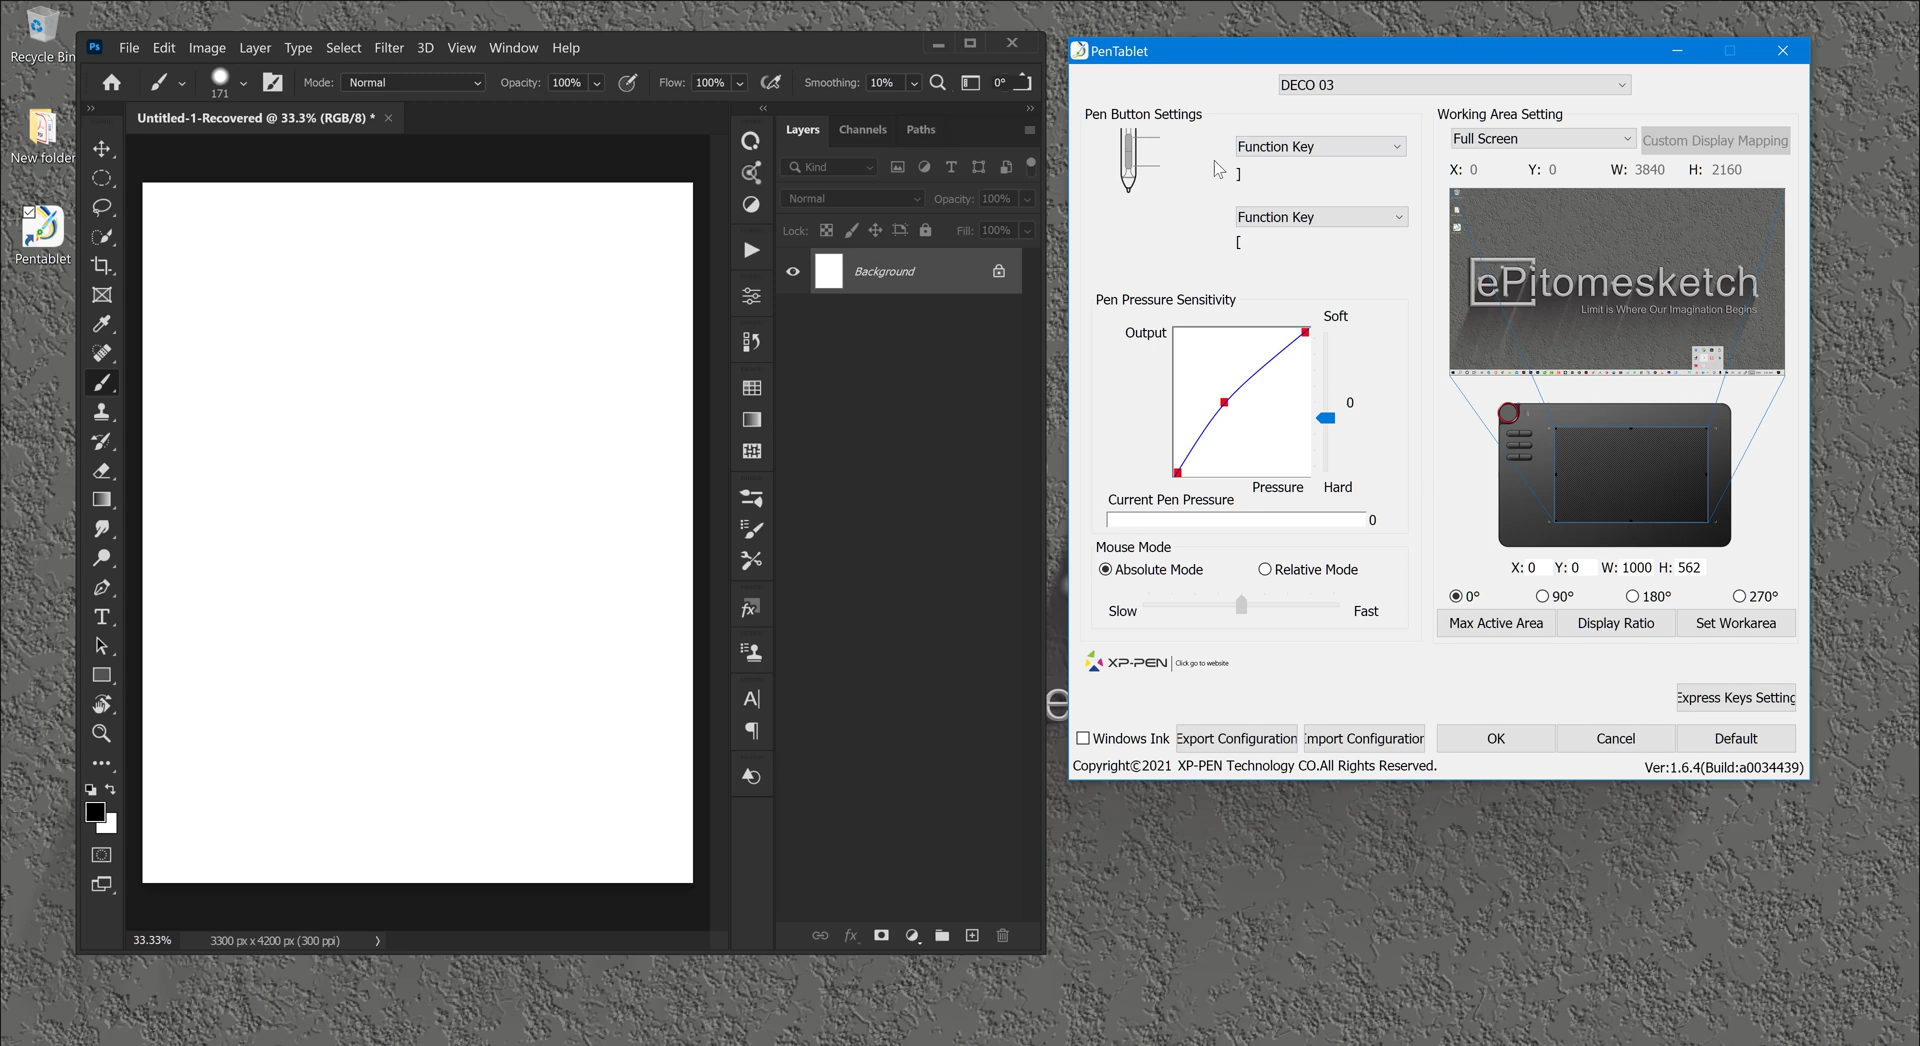 Recycle Bin
New folder
Pentablet
Ps
File Edit Image Layer Type Select Filter 3D View Window Help
171
Mode: Normal
Opacity: 100%
Flow: 100%
Smoothing: 10%
0°
Untitled-1-Recovered @ 33.3% (RGB/8) *
33.33%
3300 px x 4200 px (300 ppi)
Layers Channels Paths
Kind
Normal
Opacity: 100%
Lock:
Fill: 100%
Background
fx
fx
PenTablet
DECO 03
Pen Button Settings
Function Key
]
Function Key
[
Pen Pressure Sensitivity
Output
Soft
0
Pressure
Hard
Current Pen Pressure
0
Mouse Mode
Absolute Mode
Relative Mode
Slow
Fast
XP-PEN
Click go to website
Working Area Setting
Full Screen
Custom Display Mapping
X: 0 Y: 0 W: 3840 H: 2160
ePitomesketch
Limit is Where Our Imagination Begins
X: 0 Y: 0 W: 1000 H: 562
0° 90° 180° 270°
Max Active Area
Display Ratio
Set Workarea
Express Keys Setting
Windows Ink
Export Configuration
Import Configuration
OK
Cancel
Default
Copyright©2021 XP-PEN Technology CO.All Rights Reserved.
Ver:1.6.4(Build:a0034439)